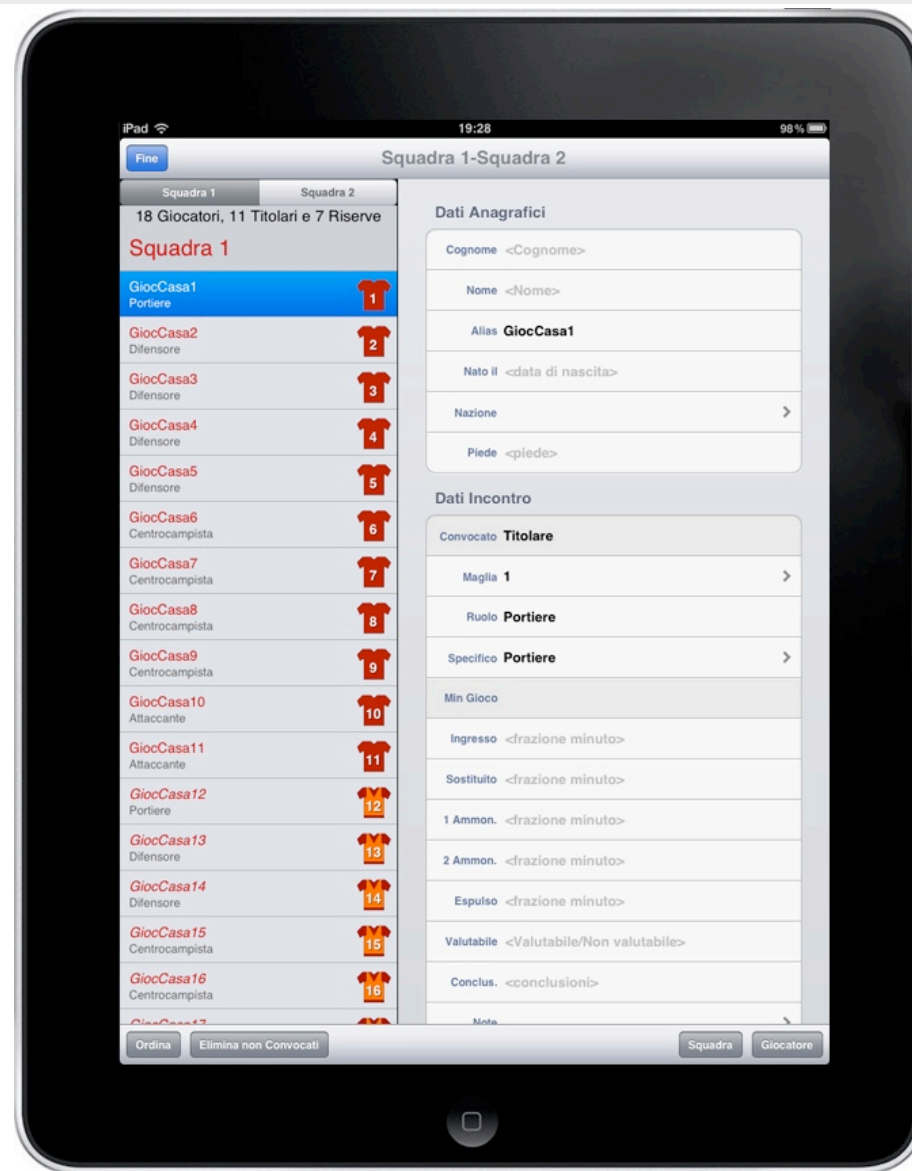 iPad 19:28 98%
Fine Squadra 1-Squadra 2
Squadra 1 Squadra 2
18 Giocatori, 11 Titolari e 7 Riserve
Squadra 1
GiocCasa1
Portiere
1
GiocCasa2
Difensore
2
GiocCasa3
Difensore
3
GiocCasa4
Difensore
4
GiocCasa5
Difensore
5
GiocCasa6
Centrocampista
6
GiocCasa7
Centrocampista
7
GiocCasa8
Centrocampista
8
GiocCasa9
Centrocampista
9
GiocCasa10
Attaccante
10
GiocCasa11
Attaccante
11
GiocCasa12
Portiere
12
GiocCasa13
Difensore
13
GiocCasa14
Difensore
14
GiocCasa15
Centrocampista
15
GiocCasa16
Centrocampista
16
GiocCasa17
Dati Anagrafici
Cognome <Cognome>
Nome <Nome>
Alias GiocCasa1
Nato il <data di nascita>
Nazione
Piede <piede>
Dati Incontro
Convocato Titolare
Maglia 1
Ruolo Portiere
Specifico Portiere
Min Gioco
Ingresso <frazione minuto>
Sostituito <frazione minuto>
1 Ammon. <frazione minuto>
2 Ammon. <frazione minuto>
Espulso <frazione minuto>
Valutabile <Valutabile/Non valutabile>
Conclus. <conclusioni>
Note
Ordina Elimina non Convocati Squadra Giocatore